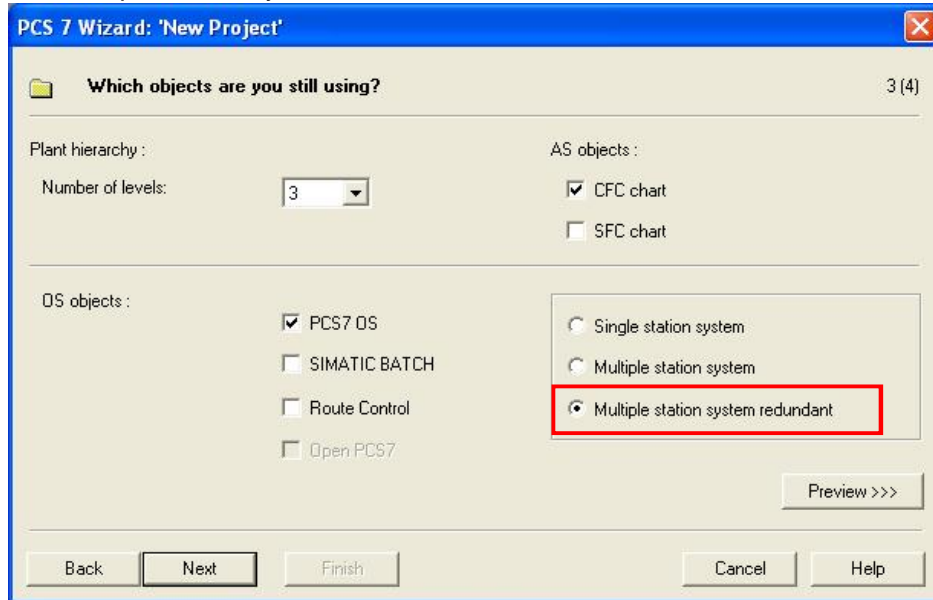 PCS 7 Wizard: 'New Project'
Which objects are you still using?
3 (4)
Plant hierarchy :
Number of levels:
3
AS objects :
CFC chart
SFC chart
OS objects :
PCS7 OS
SIMATIC BATCH
Route Control
Open PCS7
Single station system
Multiple station system
Multiple station system redundant
Preview >>>
Back
Next
Finish
Cancel
Help